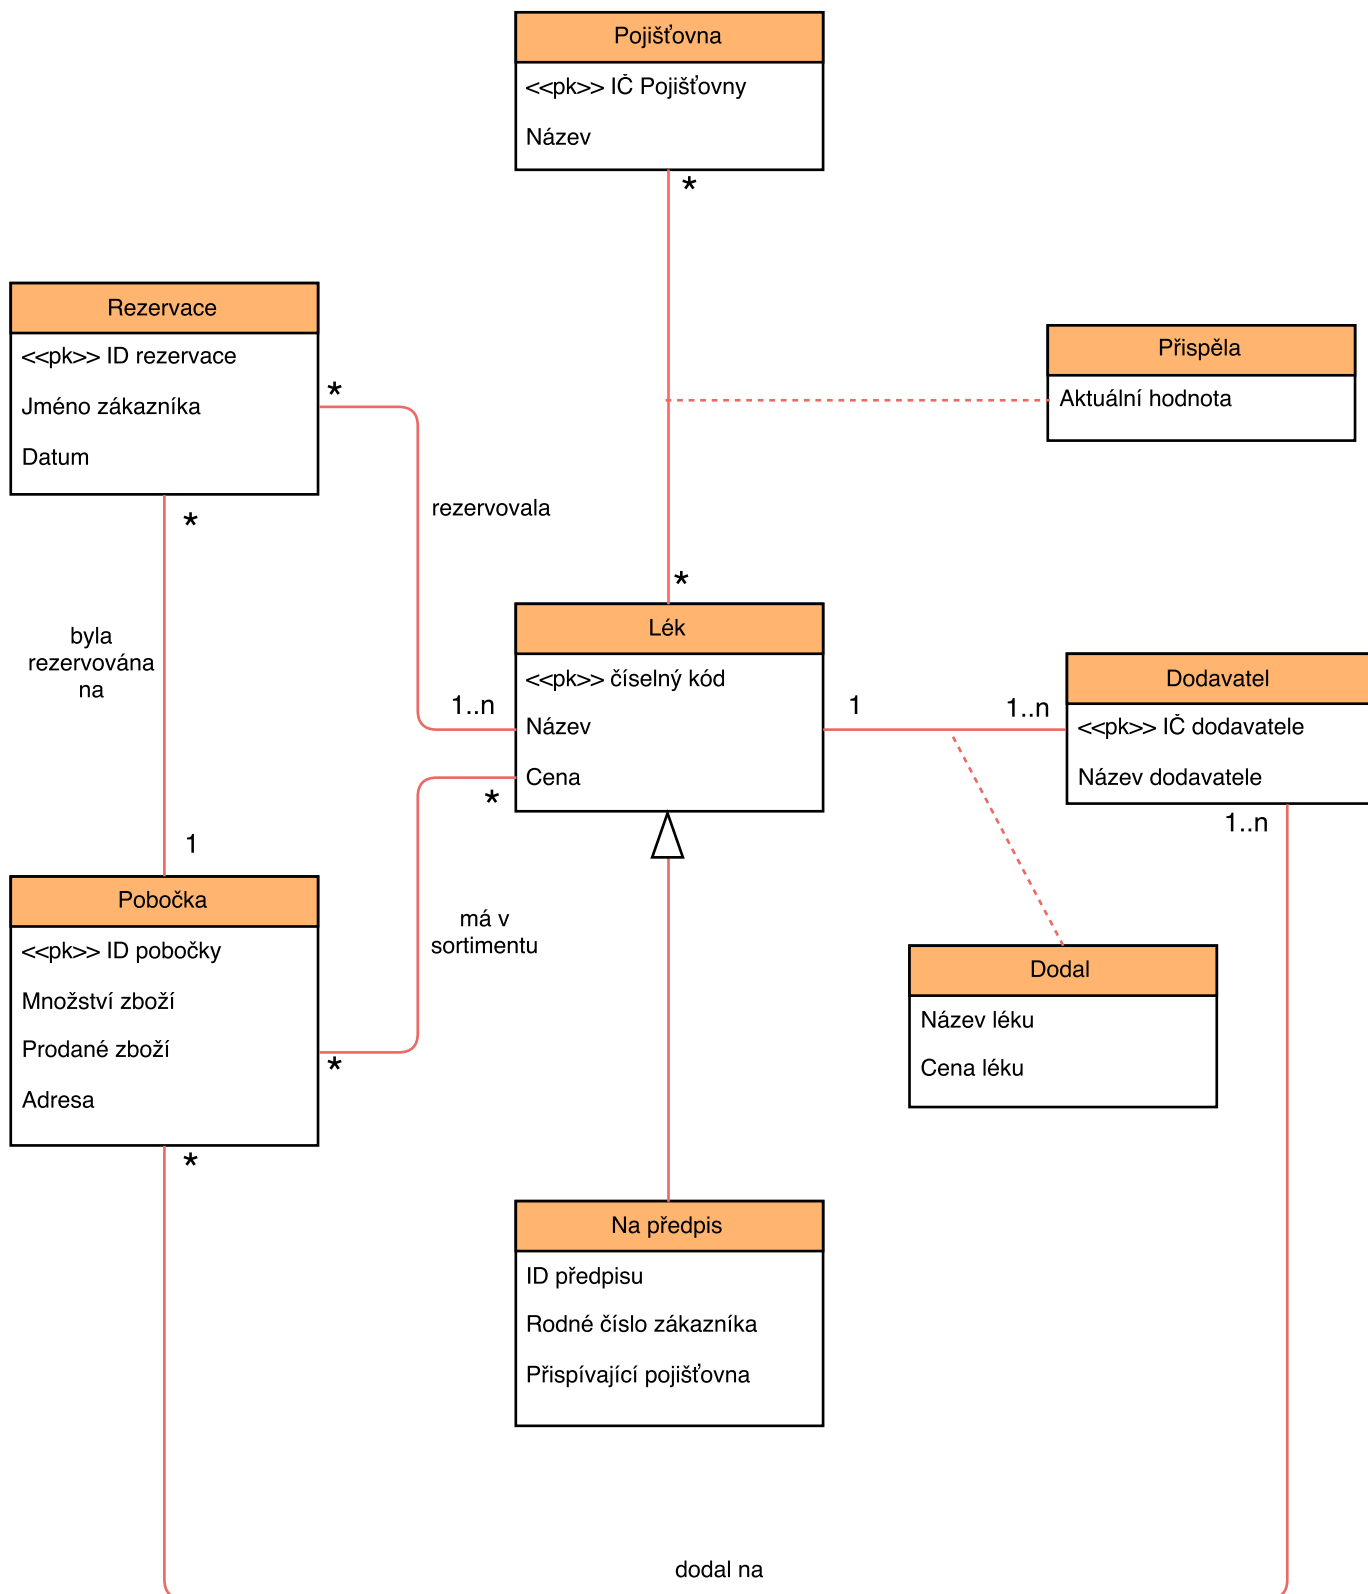 Pojišťovna
<<pk>> IČ Pojišťovny
Název
*
Rezervace
<<pk>> ID rezervace
Jméno zákazníka
Datum
*
*
rezervovala
Přispěla
Aktuální hodnota
*
Lék
<<pk>> číselný kód
Název
Cena
1..n
*
1
1..n
Dodavatel
<<pk>> IČ dodavatele
Název dodavatele
1..n
byla
rezervována
na
1
Pobočka
<<pk>> ID pobočky
Množství zboží
Prodané zboží
Adresa
*
*
má v
sortimentu
Dodal
Název léku
Cena léku
Na předpis
ID předpisu
Rodné číslo zákazníka
Přispívající pojišťovna
dodal na